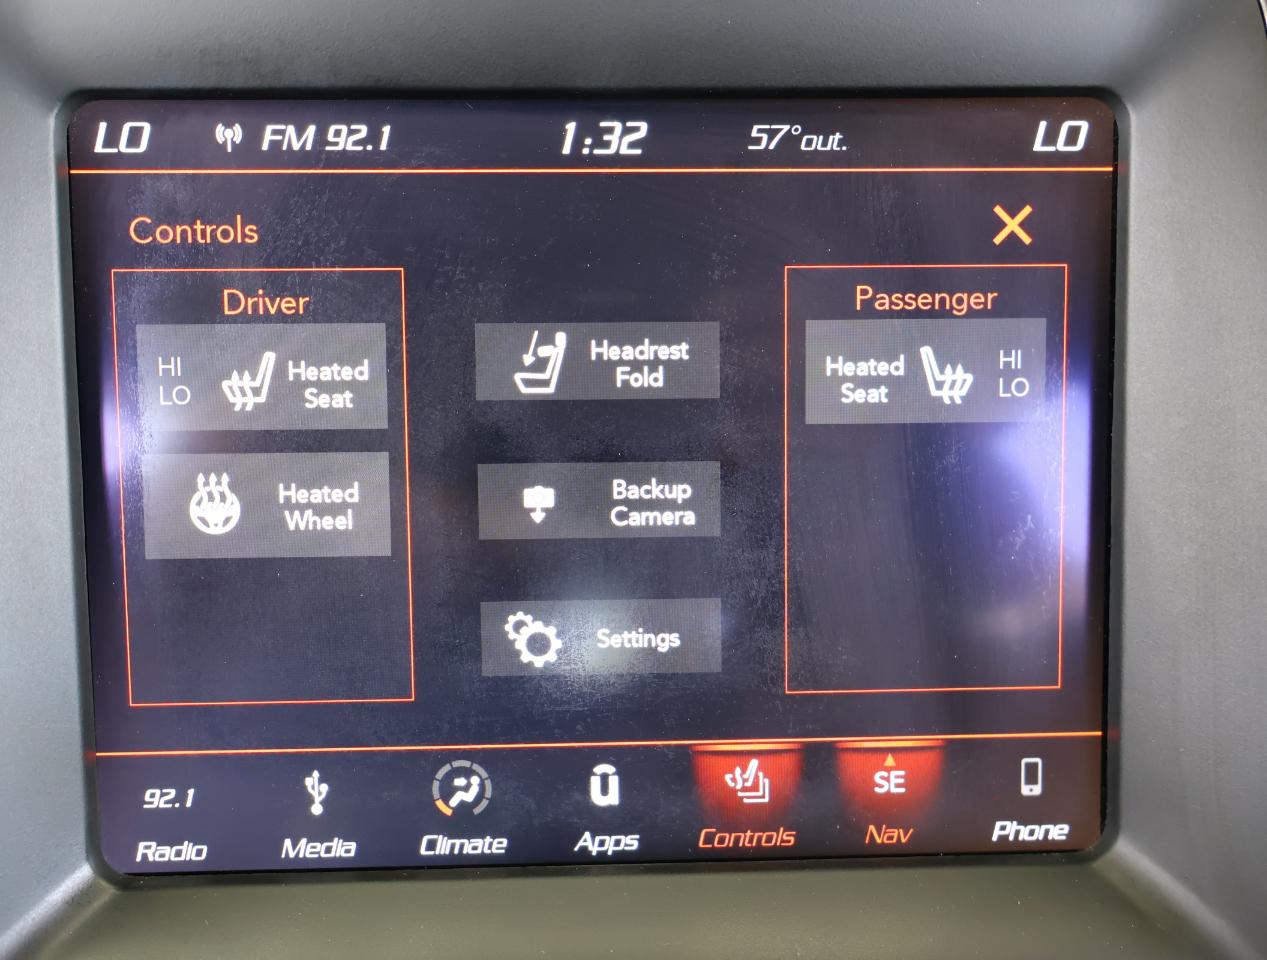 LO FM 92.1 1:32 57°out. LO
Controls
Driver
HI
LO
Heated
Seat
Heated
Wheel
Headrest
Fold
Backup
Camera
Settings
Passenger
Heated
Seat
HI
LO
92.1
Radio
Media
Climate
Apps
Controls
SE
Nav
Phone